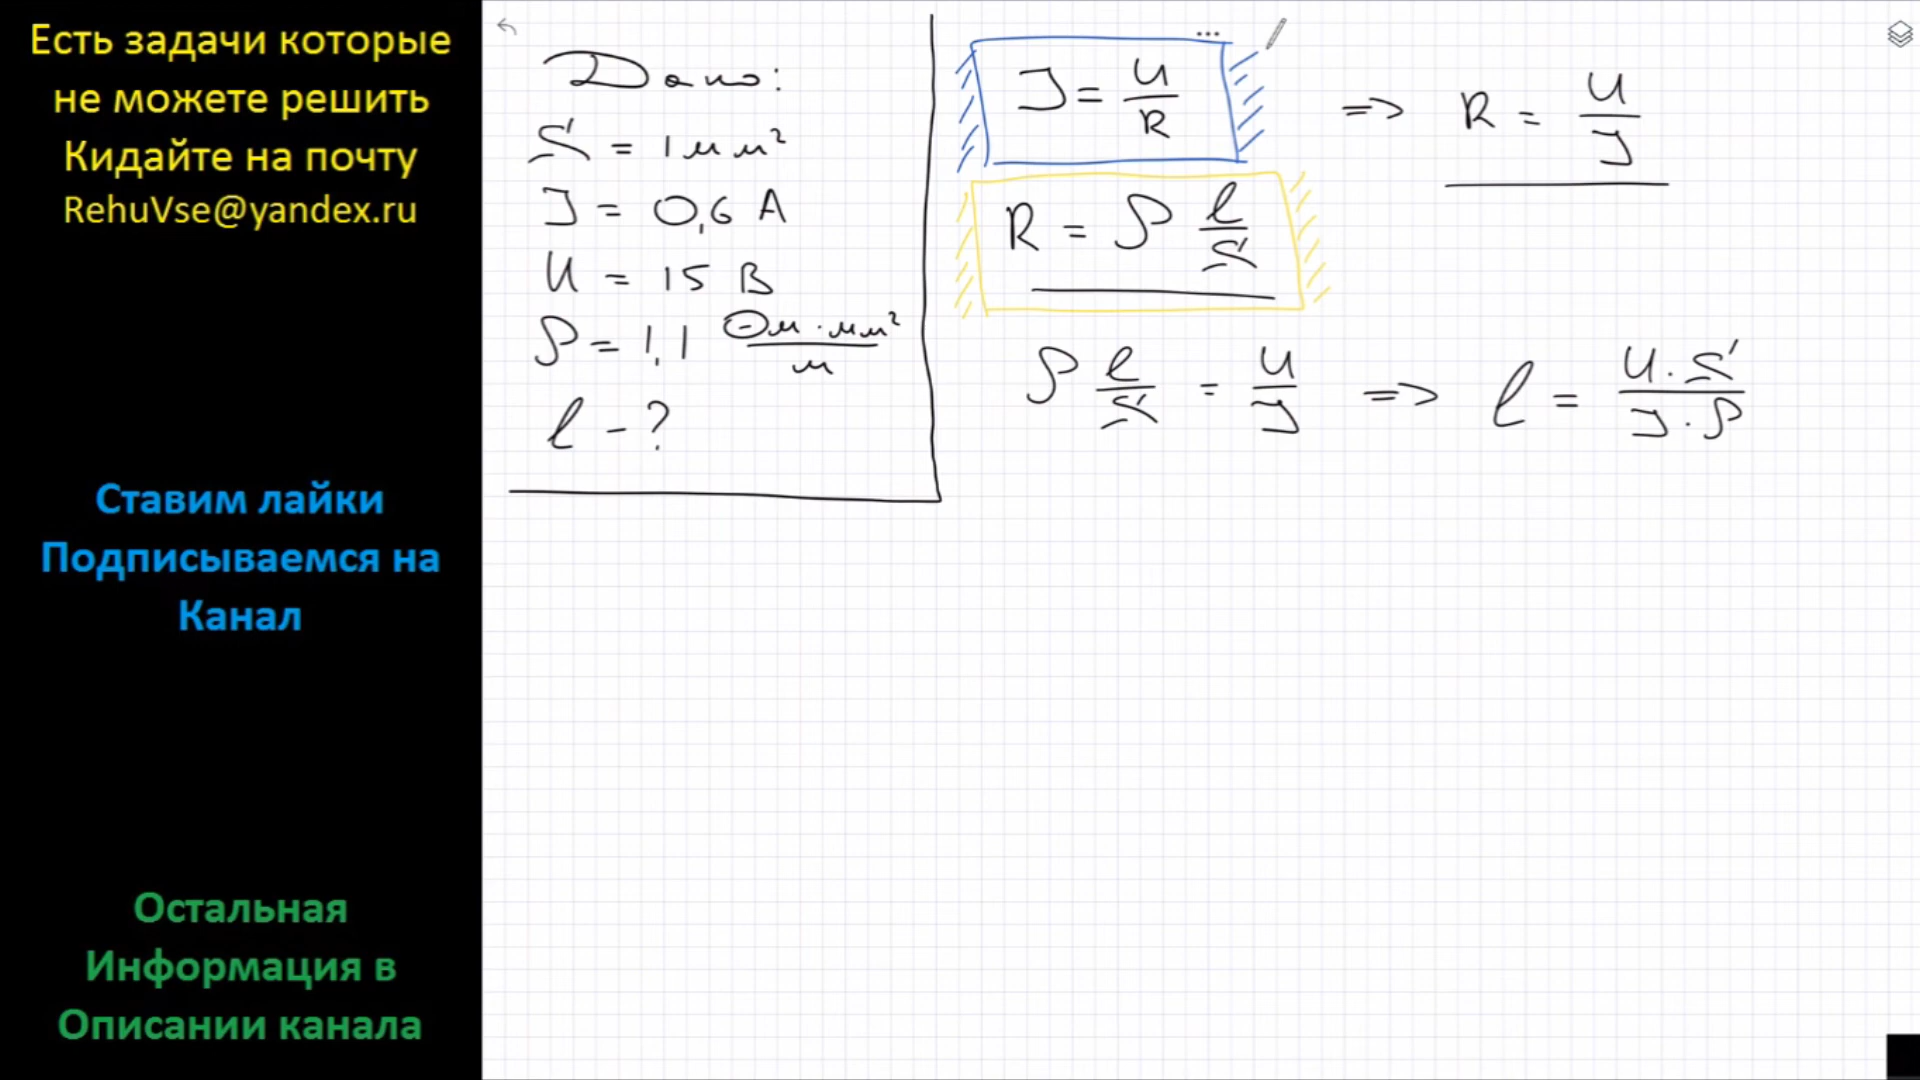 Есть задачи которые
не можете решить
Кидайте на почту
RehuVse@yandex.ru
Ставим лайки
Подписываемся на
Канал
Остальная
Информация в
Описании канала
Дано:
S = 1 мм²
I = 0,6 А
U = 15 В
ρ = 1,1 Ом·мм²/м
l - ?
I = U/R => R = U/I
R = ρ l/S
ρ l/S = U/I => l = U·S/I·ρ